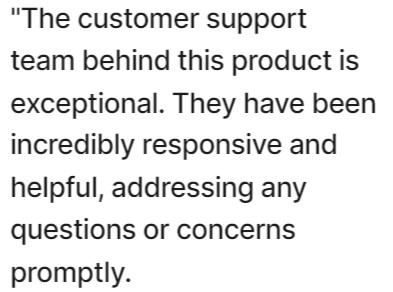 "The customer support
team behind this product is
exceptional. They have been
incredibly responsive and
helpful, addressing any
questions or concerns
promptly.